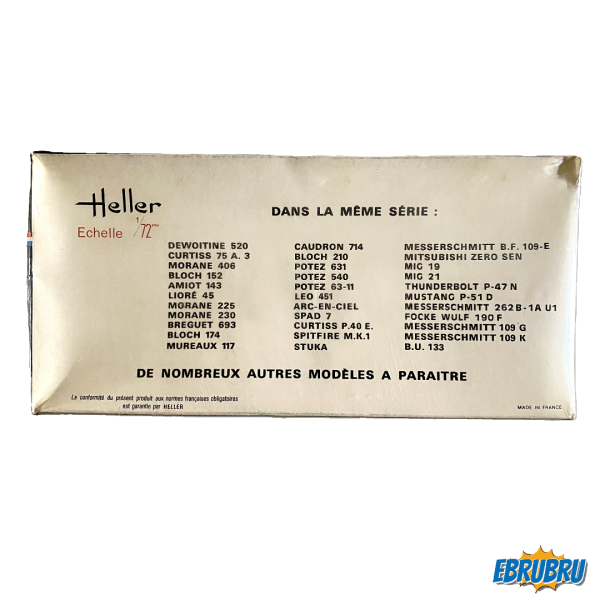 Heller
Echelle 1/72ème
DANS LA MÊME SÉRIE :
DEWOITINE 520
CURTISS 75 A. 3
MORANE 406
BLOCH 152
AMIOT 143
LIORÉ 45
MORANE 225
MORANE 230
BREGUET 693
BLOCH 174
MUREAUX 117
CAUDRON 714
BLOCH 210
POTEZ 631
POTEZ 540
POTEZ 63-11
LEO 451
ARC-EN-CIEL
SPAD 7
CURTISS P.40 E.
SPITFIRE M.K.1
STUKA
MESSERSCHMITT B.F. 109-E
MITSUBISHI ZERO SEN
MIG 19
MIG 21
THUNDERBOLT P-47 N
MUSTANG P-51 D
MESSERSCHMITT 262 B-1A U1
FOCKE WULF 190 F
MESSERSCHMITT 109 G
MESSERSCHMITT 109 K
B.U. 133
DE NOMBREUX AUTRES MODÈLES A PARAITRE
La conformité du présent produit aux normes françaises obligatoires
est garantie par HELLER
MADE IN FRANCE
EBRUBRU